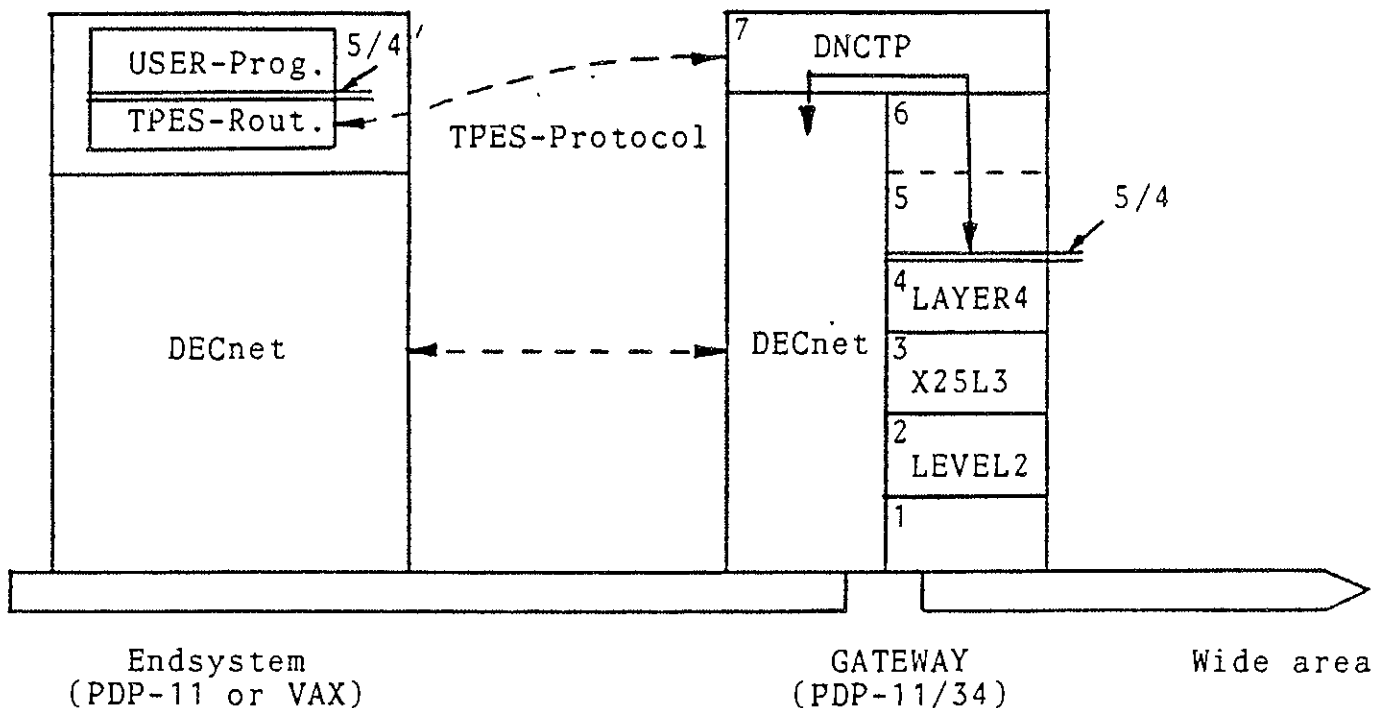 USER-Prog.
5/4
TPES-Rout.
DECnet
TPES-Protocol
7
DNCTP
DECnet
6
5
5/4
4
LAYER4
3
X25L3
2
LEVEL2
1
Endsystem
(PDP-11 or VAX)
GATEWAY
(PDP-11/34)
Wide area